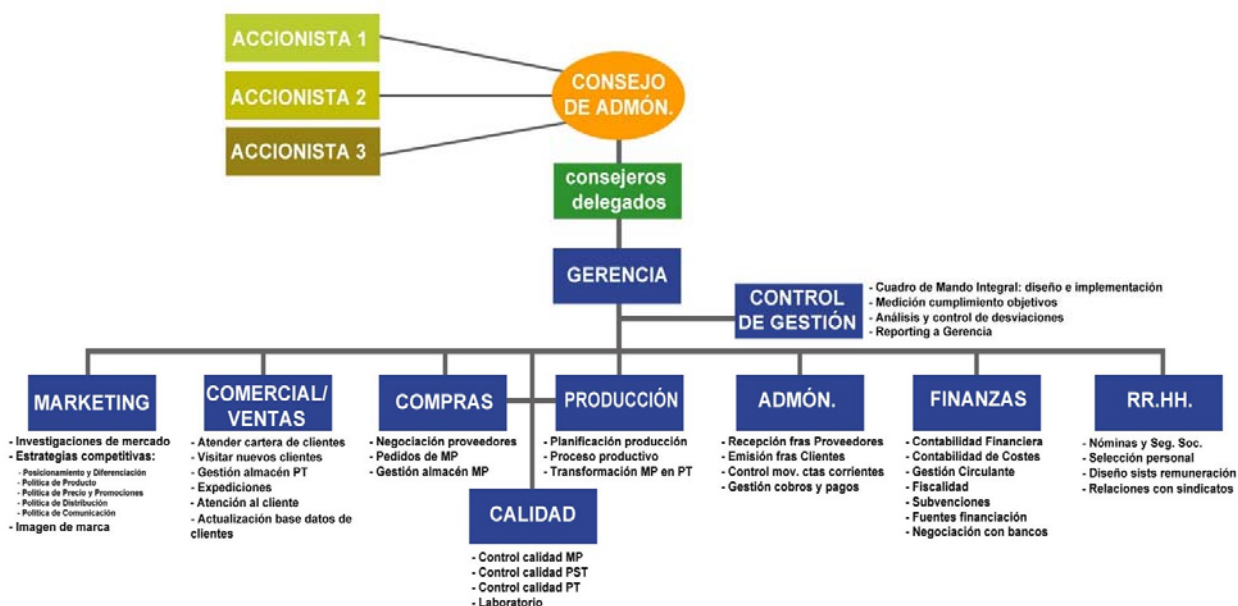 ACCIONISTA 1
ACCIONISTA 2
ACCIONISTA 3
CONSEJO
DE ADMÓN.
consejeros
delegados
GERENCIA
CONTROL
DE GESTIÓN
- Cuadro de Mando Integral: diseño e implementación
- Medición cumplimiento objetivos
- Análisis y control de desviaciones
- Reporting a Gerencia
MARKETING
- Investigaciones de mercado
- Estrategias competitivas:
- Posicionamiento y Diferenciación
- Política de Producto
- Política de Precio y Promociones
- Política de Distribución
- Política de Comunicación
- Imagen de marca
COMERCIAL/
VENTAS
- Atender cartera de clientes
- Visitar nuevos clientes
- Gestión almacén PT
- Expediciones
- Atención al cliente
- Actualización base datos de
clientes
COMPRAS
- Negociación proveedores
- Pedidos de MP
- Gestión almacén MP
PRODUCCIÓN
- Planificación producción
- Proceso productivo
- Transformación MP en PT
CALIDAD
- Control calidad MP
- Control calidad PST
- Control calidad PT
- Laboratorio
ADMÓN.
- Recepción fras Proveedores
- Emisión fras Clientes
- Control mov. ctas corrientes
- Gestión cobros y pagos
FINANZAS
- Contabilidad Financiera
- Contabilidad de Costes
- Gestión Circulante
- Fiscalidad
- Subvenciones
- Fuentes financiación
- Negociación con bancos
RR.HH.
- Nóminas y Seg. Soc.
- Selección personal
- Diseño sists remuneración
- Relaciones con sindicatos